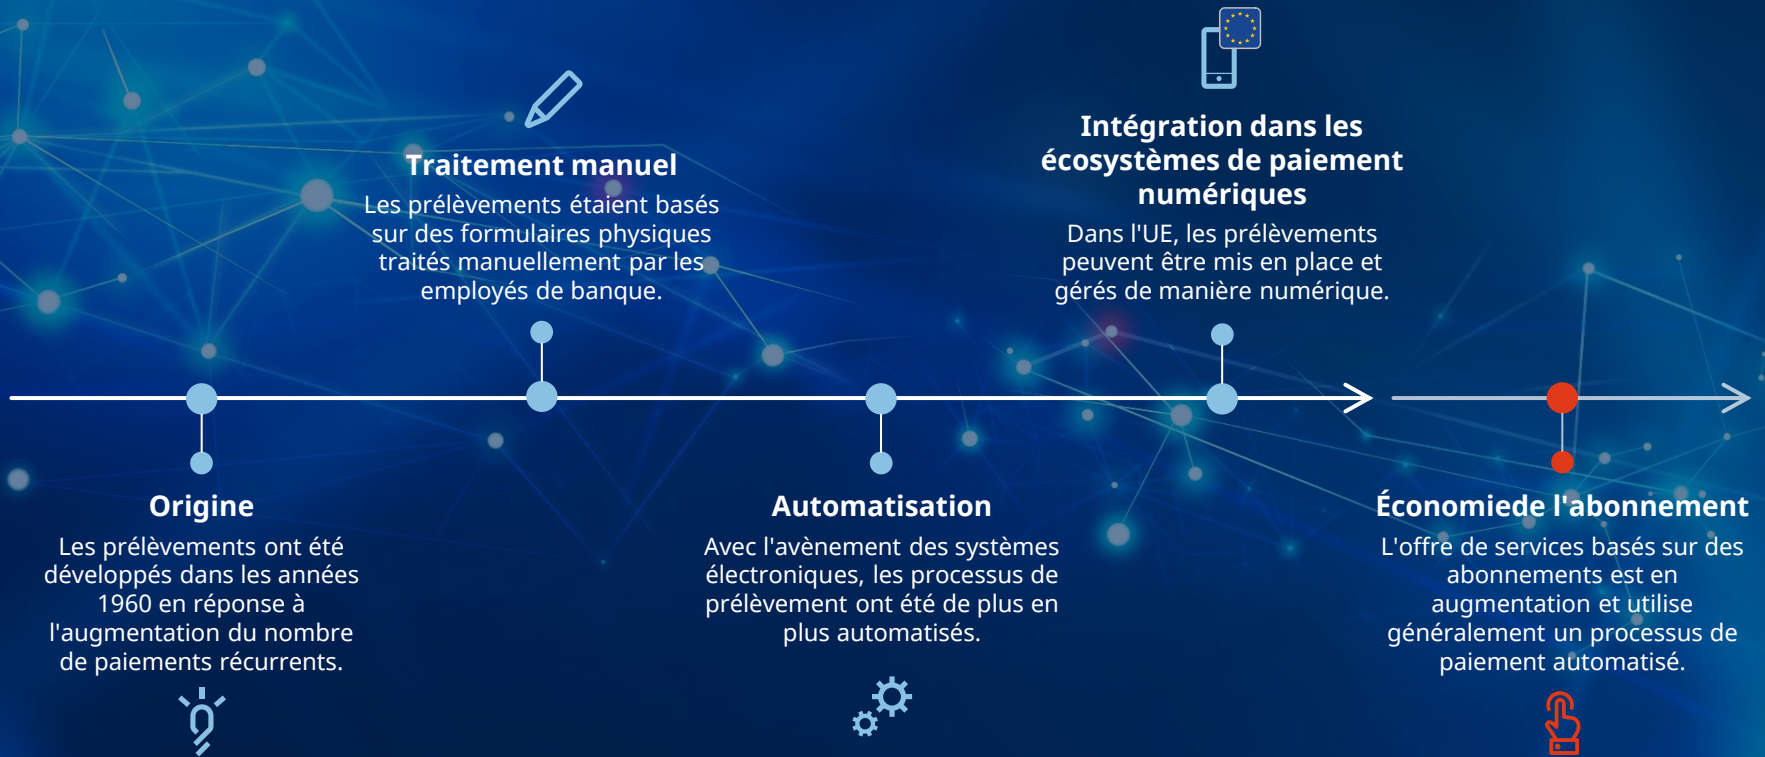 Origine
Les prélèvements ont été
développés dans les années
1960 en réponse à
l'augmentation du nombre
de paiements récurrents.
Traitement manuel
Les prélèvements étaient basés
sur des formulaires physiques
traités manuellement par les
employés de banque.
Automatisation
Avec l'avènement des systèmes
électroniques, les processus de
prélèvement ont été de plus en
plus automatisés.
Intégration dans les
écosystèmes de paiement
numériques
Dans l'UE, les prélèvements
peuvent être mis en place et
gérés de manière numérique.
Économiede l'abonnement
L'offre de services basés sur des
abonnements est en
augmentation et utilise
généralement un processus de
paiement automatisé.